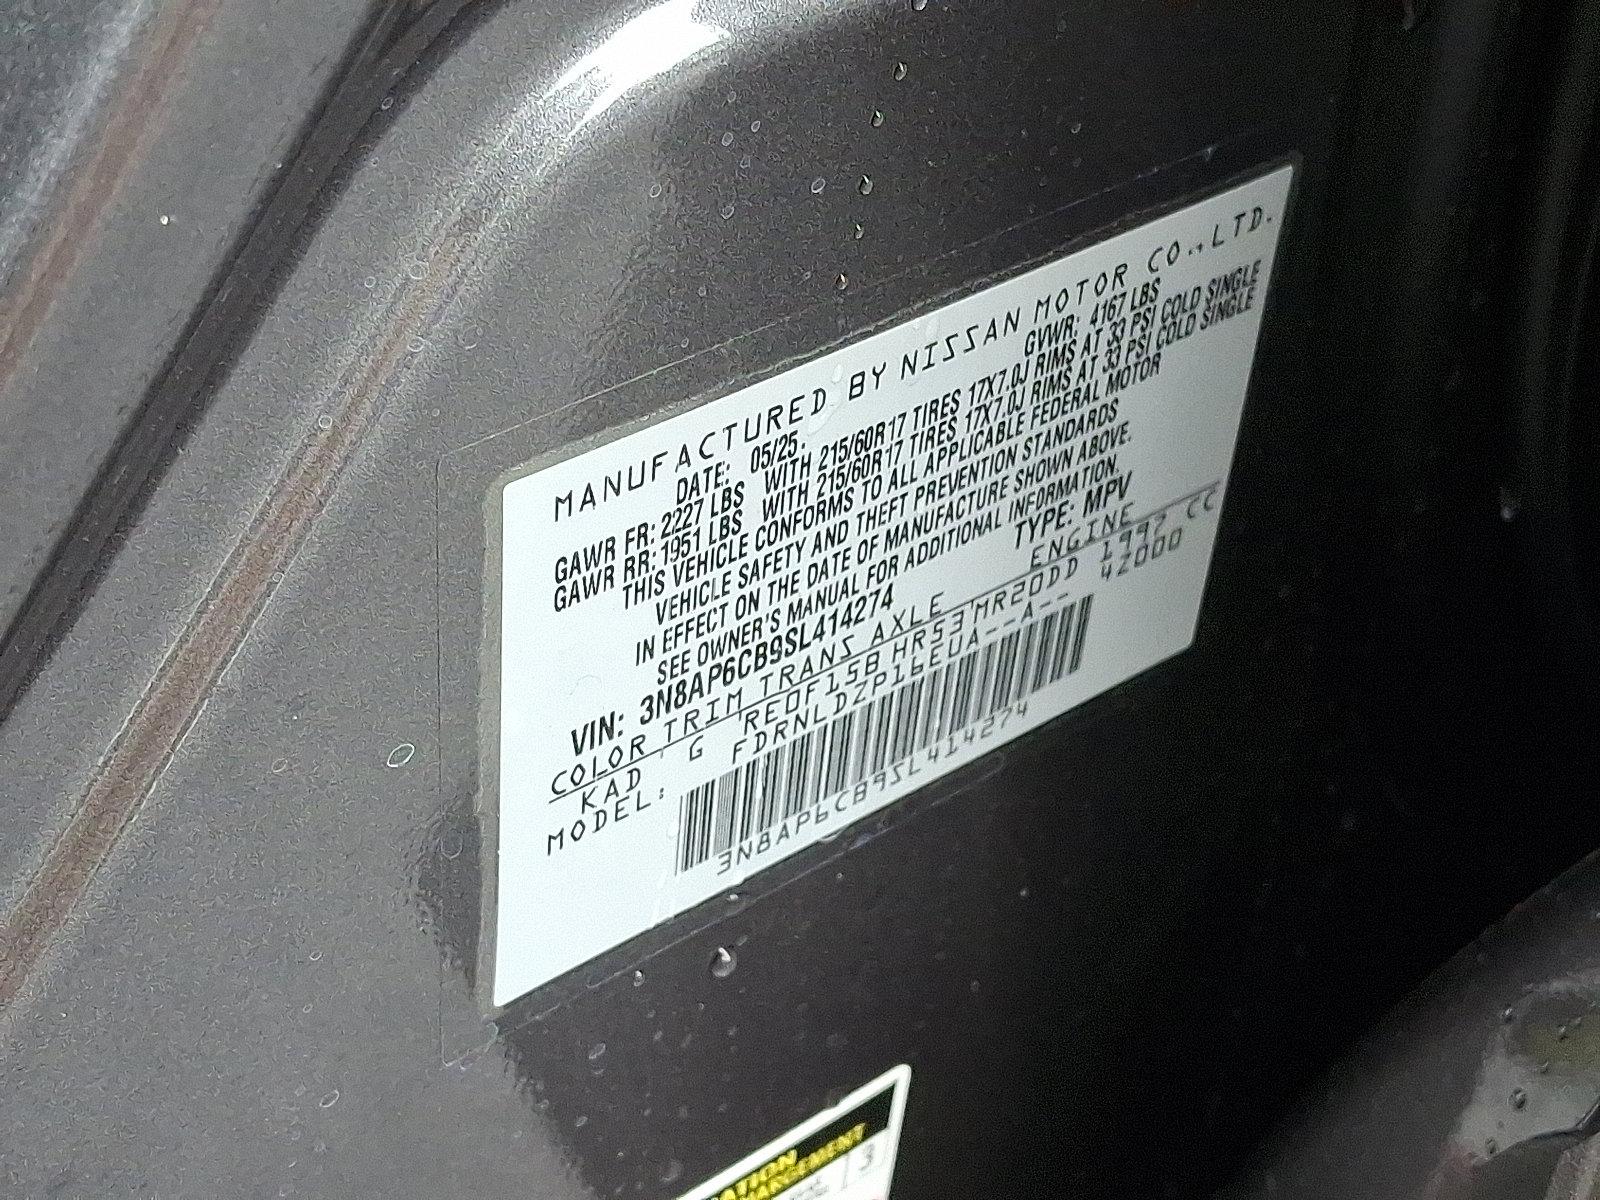 MANUFACTURED BY NISSAN MOTOR CO.,LTD.
DATE: 05/25. GVWR: 4167 LBS
GAWR FR: 2227 LBS WITH 215/60R17 TIRES 17X7.0J RIMS AT 33 PSI COLD SINGLE
GAWR RR: 1951 LBS WITH 215/60R17 TIRES 17X7.0J RIMS AT 33 PSI COLD SINGLE
THIS VEHICLE CONFORMS TO ALL APPLICABLE FEDERAL MOTOR
VEHICLE SAFETY AND THEFT PREVENTION STANDARDS
IN EFFECT ON THE DATE OF MANUFACTURE SHOWN ABOVE.
SEE OWNER'S MANUAL FOR ADDITIONAL INFORMATION.
VIN: 3N8AP6CB9SL414274 TYPE: MPV
COLOR TRIM TRANS AXLE ENGINE
KAD G RE0F15B HR53 MR20DD 1997 CC
MODEL: FDRNLDZP16EUA--A-- 42000
3N8AP6CB9SL414274
3